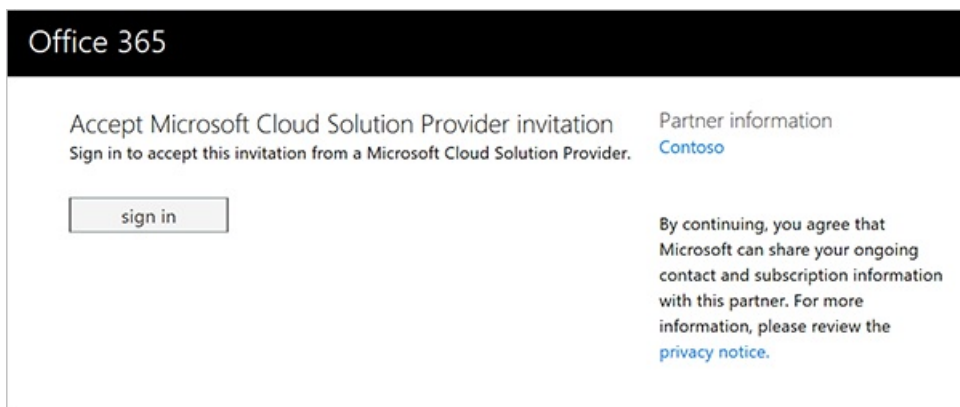 Office 365
Accept Microsoft Cloud Solution Provider invitation
Sign in to accept this invitation from a Microsoft Cloud Solution Provider.
sign in
Partner information
Contoso
By continuing, you agree that
Microsoft can share your ongoing
contact and subscription information
with this partner. For more
information, please review the
privacy notice.